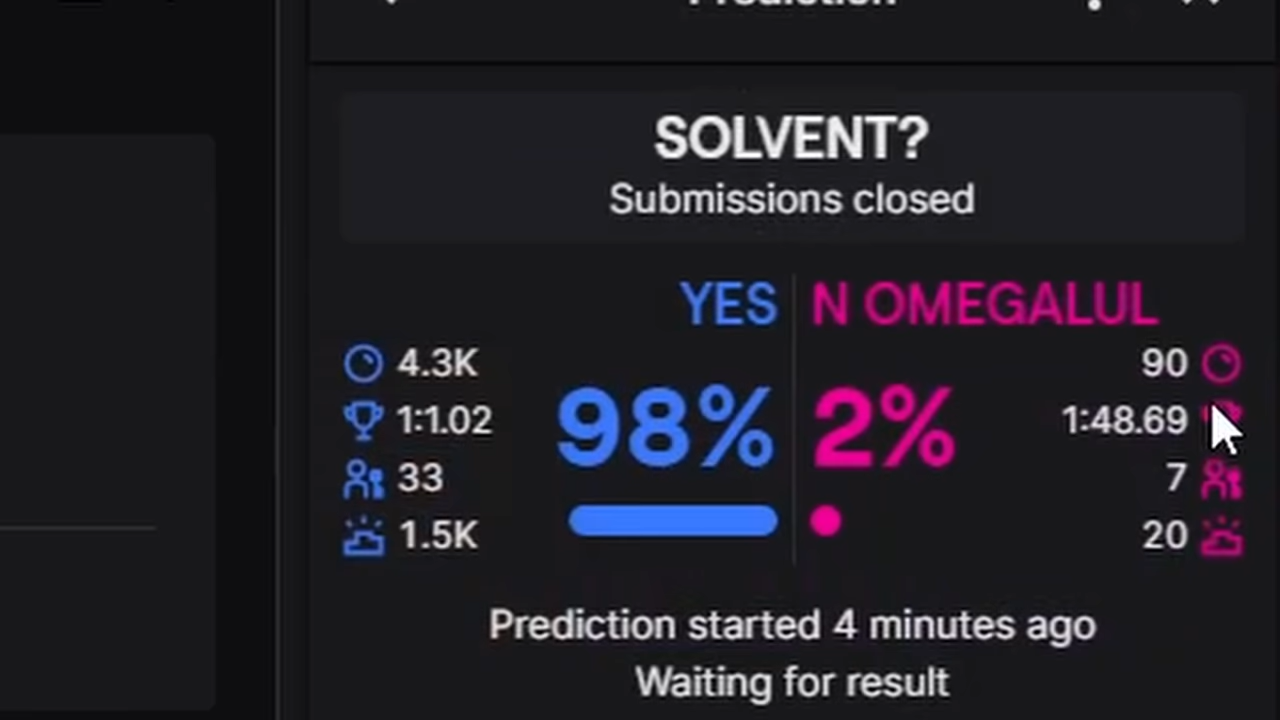 Prediction
SOLVENT?
Submissions closed
YES
N OMEGALUL
4.3K
1:1.02
33
1.5K
98%
2%
90
1:48.69
7
20
Prediction started 4 minutes ago
Waiting for result